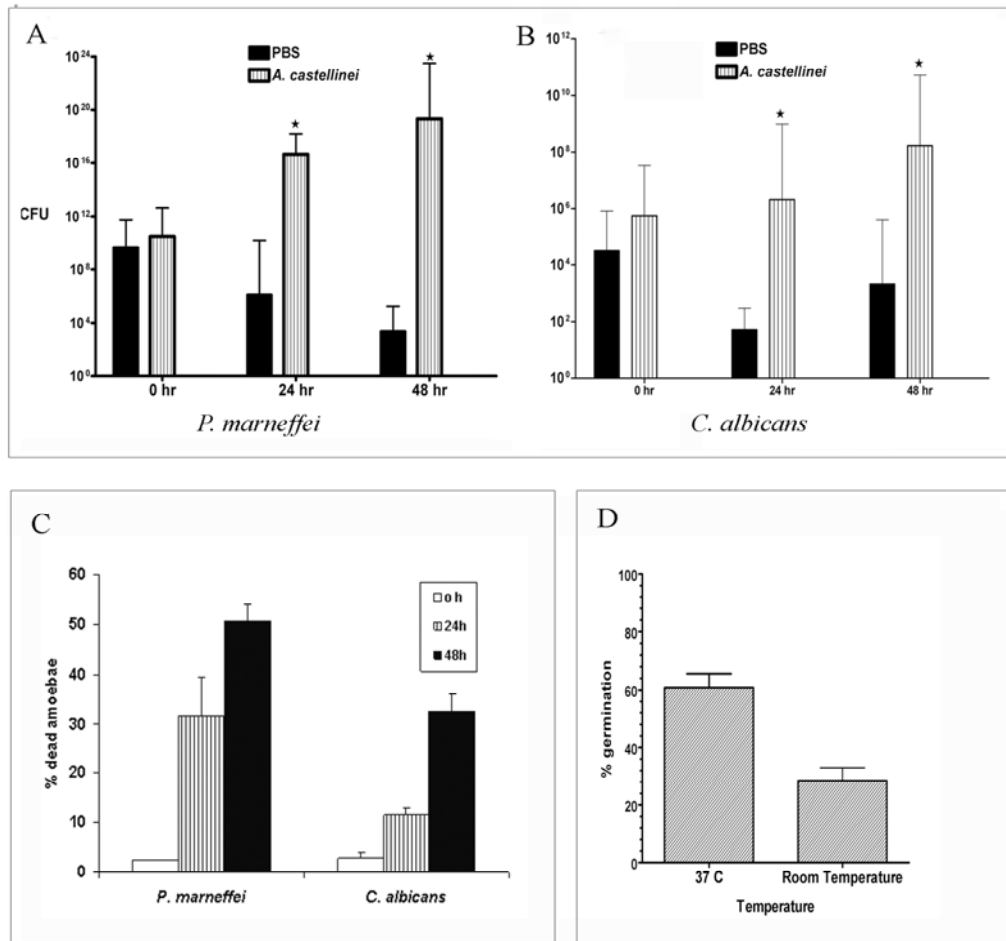 A
PBS
A. castellinei
10^24
10^20
10^16
CFU
10^12
10^8
10^4
10^0
0 hr
24 hr
48 hr
P. marneffei
B
PBS
A. castellinei
10^12
10^10
10^8
10^6
10^4
10^2
10^0
0 hr
24 hr
48 hr
C. albicans
C
60
50
40
30
20
10
0
% dead amoebae
o h
24h
48h
P. marneffei
C. albicans
D
100
80
60
40
20
0
% germination
37 C
Room Temperature
Temperature